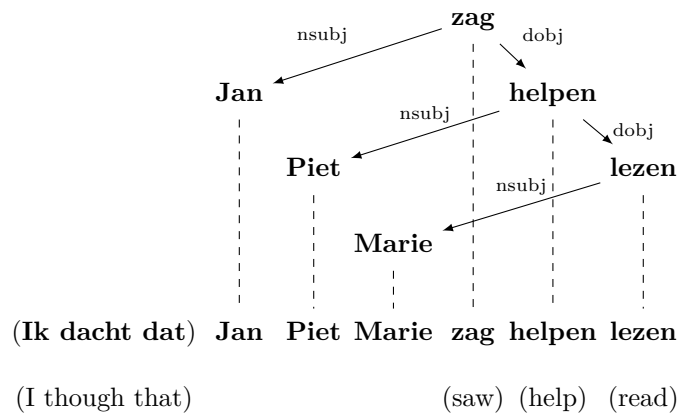 zag
nsubj dobj
Jan helpen
nsubj dobj
Piet lezen
nsubj
Marie
(Ik dacht dat) Jan Piet Marie zag helpen lezen
(I though that) (saw) (help) (read)